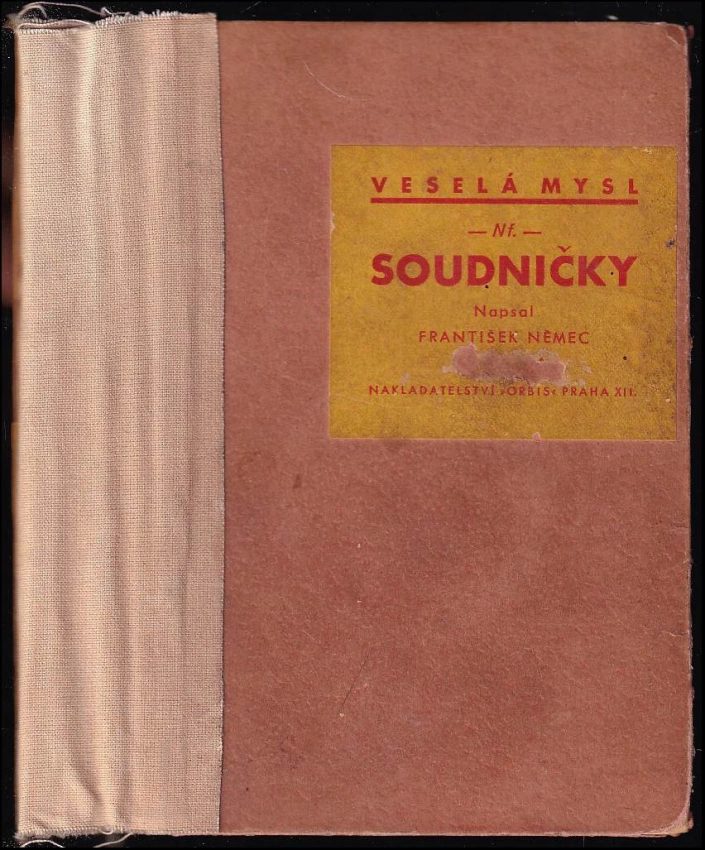 VESELÁ MYSL
— Nf. —
SOUDNIČKY
Napsal
FRANTIŠEK NĚMEC
NAKLADATELSTVÍ »ORBIS« PRAHA XII.